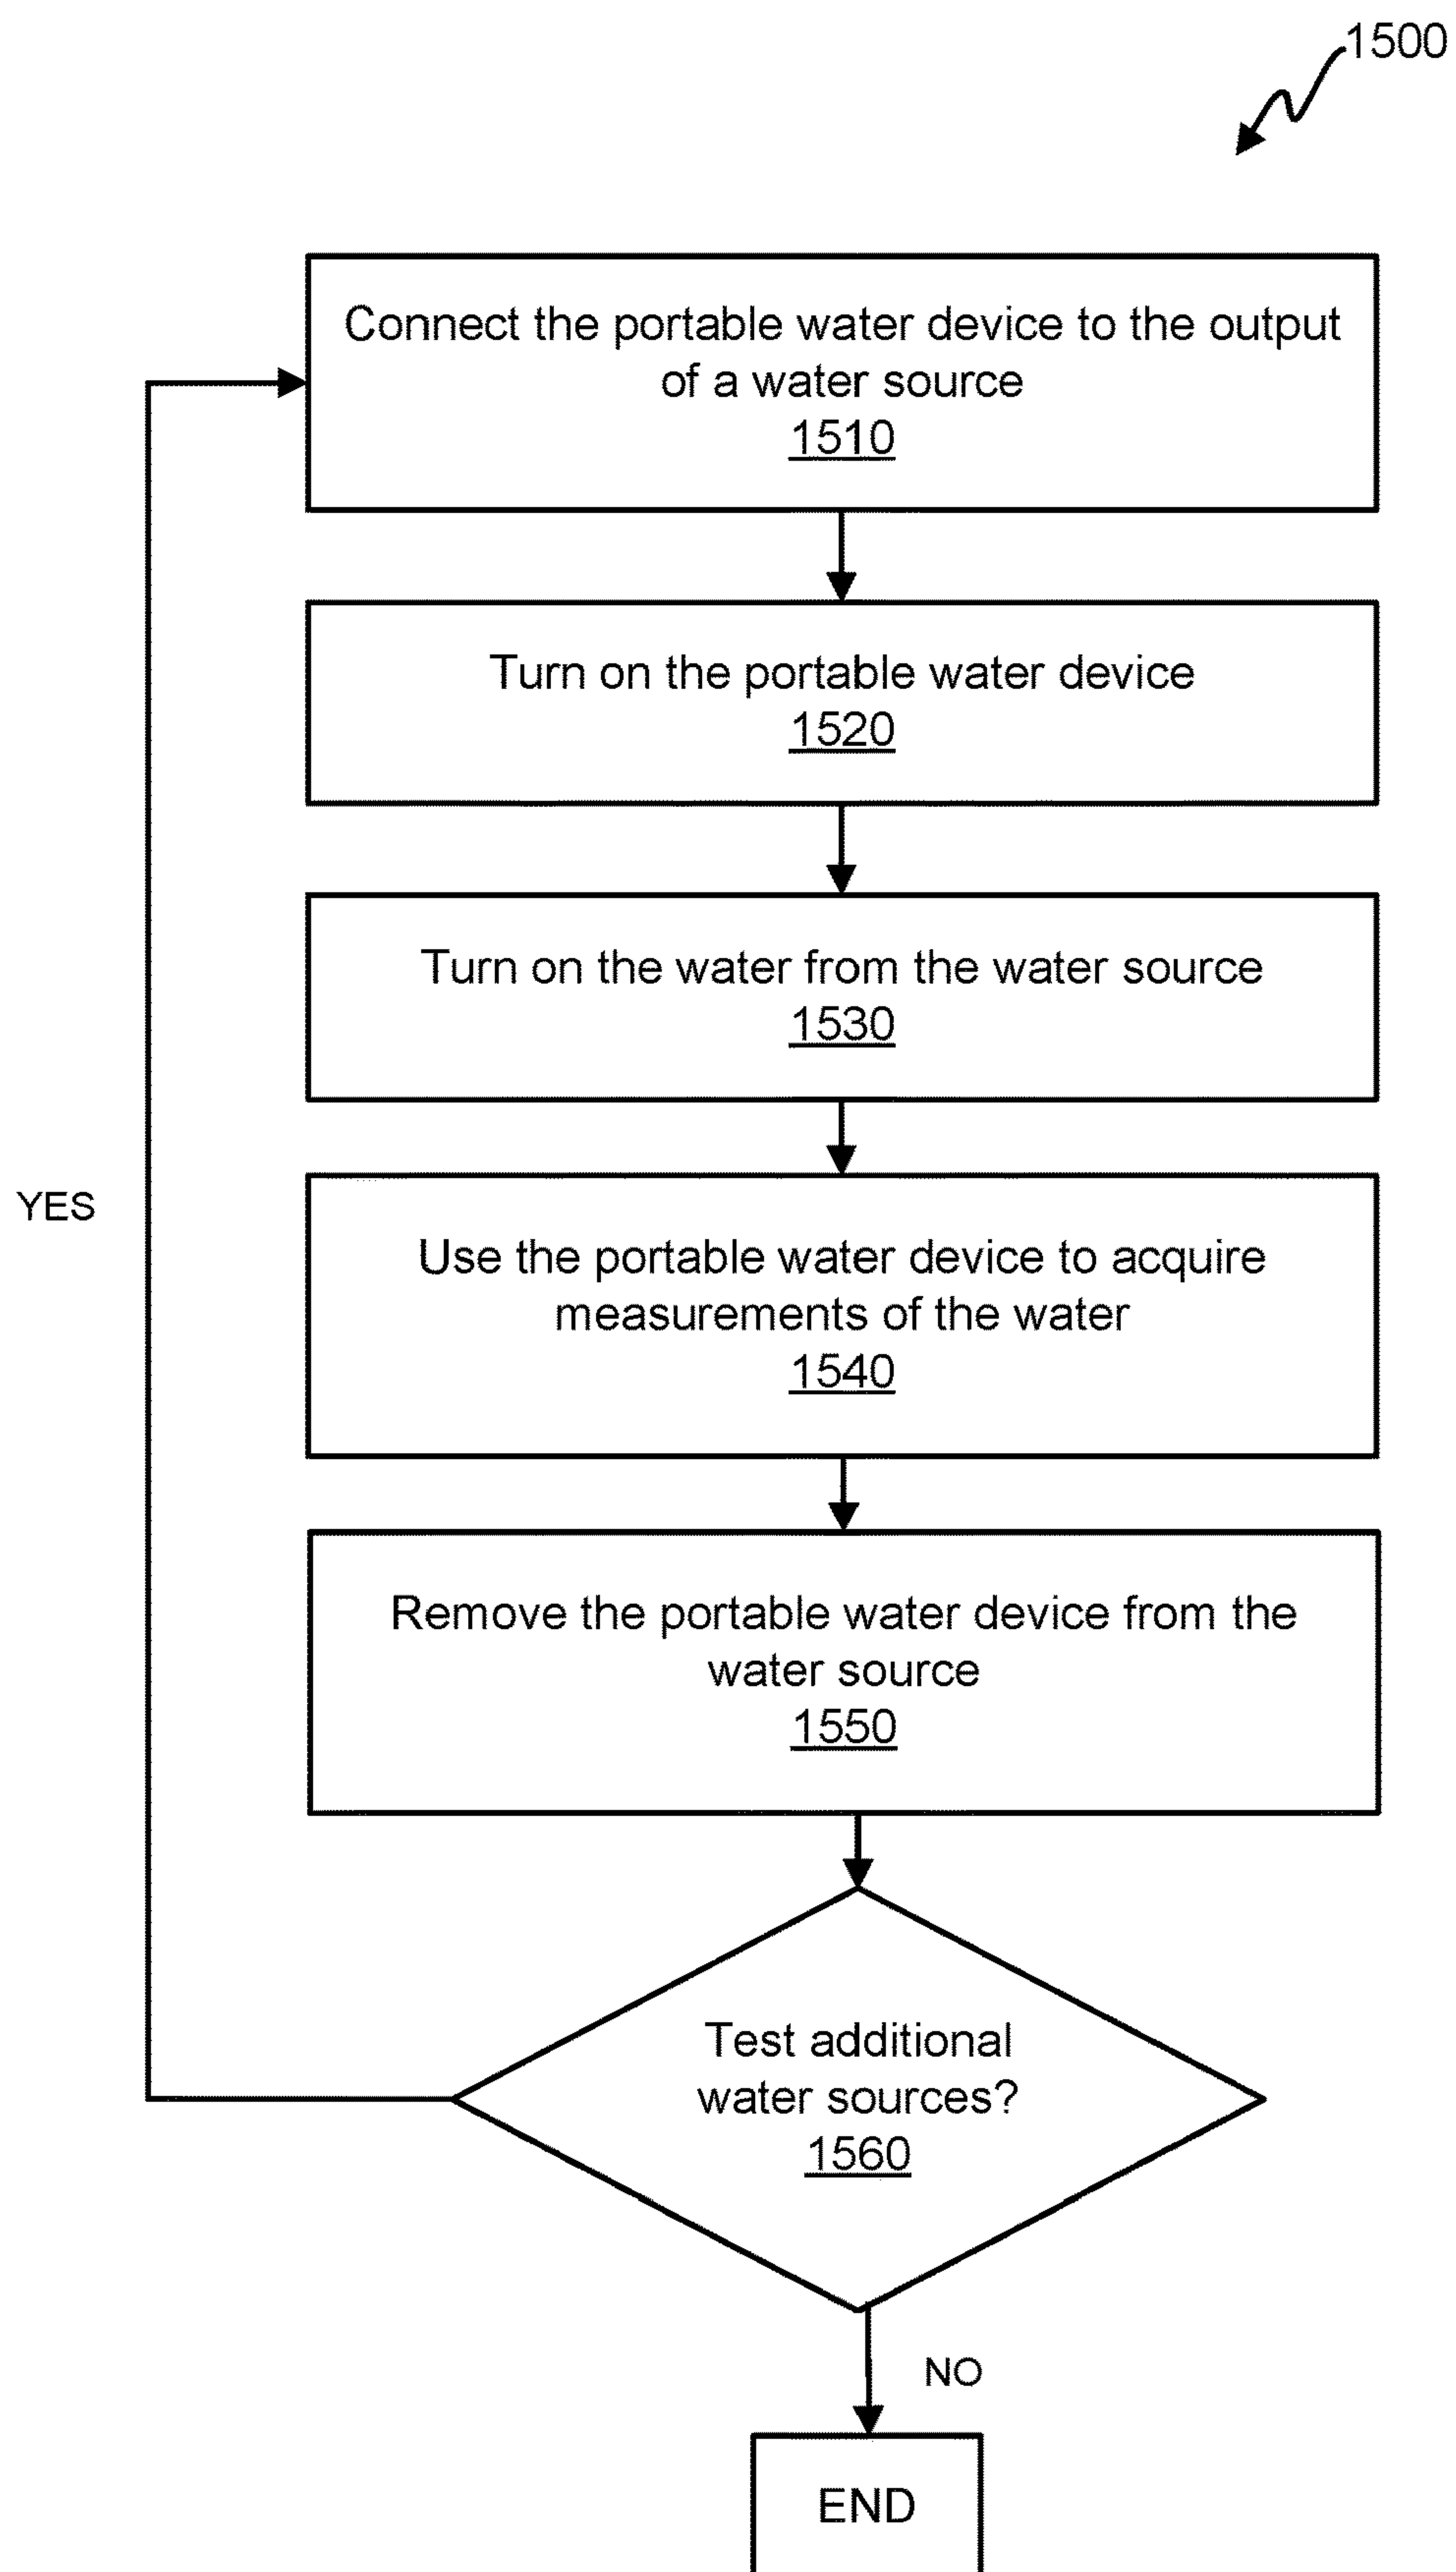 1500
Connect the portable water device to the output
of a water source
1510
Turn on the portable water device
1520
Turn on the water from the water source
1530
Use the portable water device to acquire
measurements of the water
1540
YES
Remove the portable water device from the
water source
1550
Test additional
water sources?
1560
NO
END